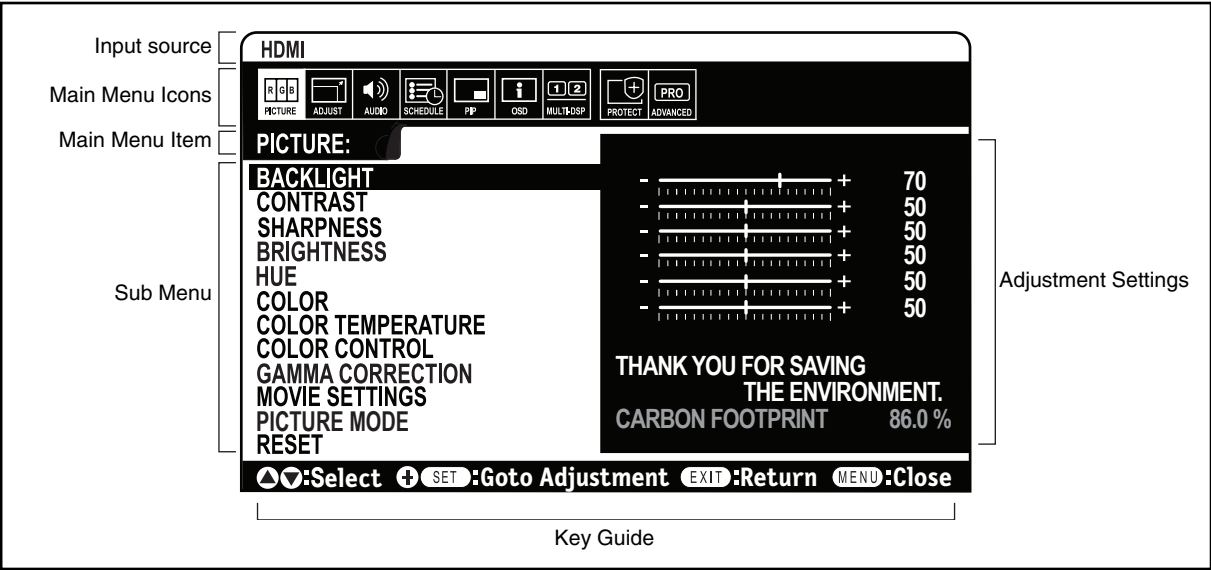 Input source
HDMI
Main Menu Icons
R G B
PICTURE
ADJUST
AUDIO
SCHEDULE
PIP
OSD
1 2
MULTI-DSP
PROTECT
PRO
ADVANCED
Main Menu Item
PICTURE:
Sub Menu
BACKLIGHT - + 70
CONTRAST - + 50
SHARPNESS - + 50
BRIGHTNESS - + 50
HUE - + 50
COLOR - + 50
COLOR TEMPERATURE
COLOR CONTROL
GAMMA CORRECTION
MOVIE SETTINGS
PICTURE MODE
RESET
THANK YOU FOR SAVING
THE ENVIRONMENT.
CARBON FOOTPRINT 86.0 %
Adjustment Settings
:Select + SET :Goto Adjustment EXIT :Return MENU :Close
Key Guide